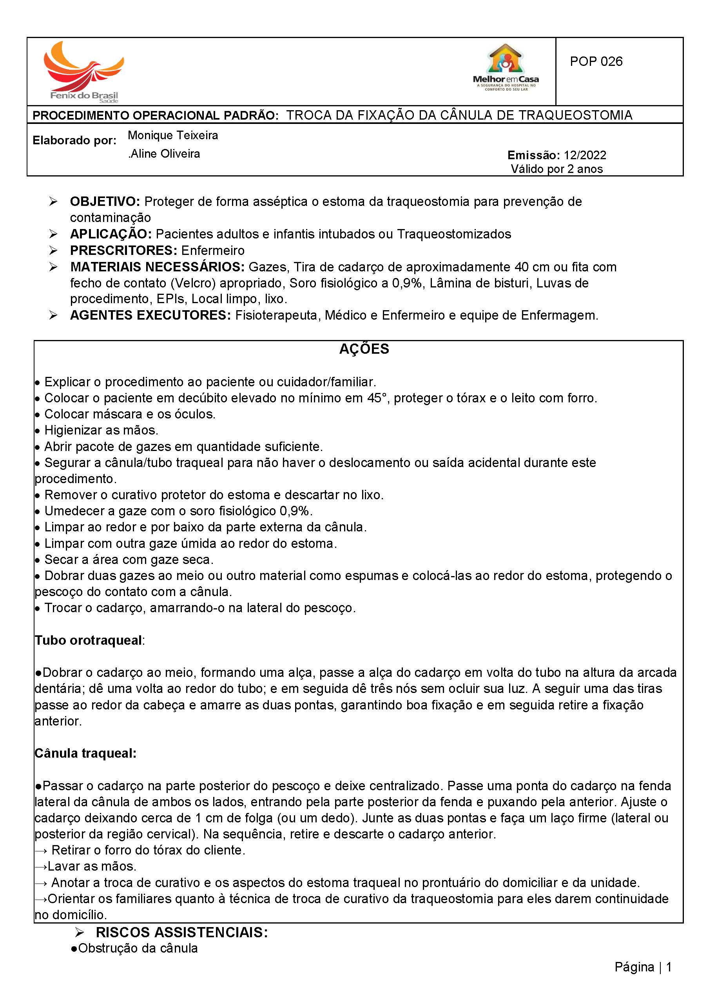 Fenix do Brasil
Saúde
Melhor em Casa
A SEGURANÇA DO HOSPITAL NO
CONFORTO DO SEU LAR
POP 026
PROCEDIMENTO OPERACIONAL PADRÃO: TROCA DA FIXAÇÃO DA CÂNULA DE TRAQUEOSTOMIA
Elaborado por: Monique Teixeira
.Aline Oliveira
Emissão: 12/2022
Válido por 2 anos
➢ OBJETIVO: Proteger de forma asséptica o estoma da traqueostomia para prevenção de
contaminação
➢ APLICAÇÃO: Pacientes adultos e infantis intubados ou Traqueostomizados
➢ PRESCRITORES: Enfermeiro
➢ MATERIAIS NECESSÁRIOS: Gazes, Tira de cadarço de aproximadamente 40 cm ou fita com
fecho de contato (Velcro) apropriado, Soro fisiológico a 0,9%, Lâmina de bisturi, Luvas de
procedimento, EPIs, Local limpo, lixo.
➢ AGENTES EXECUTORES: Fisioterapeuta, Médico e Enfermeiro e equipe de Enfermagem.
AÇÕES
• Explicar o procedimento ao paciente ou cuidador/familiar.
• Colocar o paciente em decúbito elevado no mínimo em 45°, proteger o tórax e o leito com forro.
• Colocar máscara e os óculos.
• Higienizar as mãos.
• Abrir pacote de gazes em quantidade suficiente.
• Segurar a cânula/tubo traqueal para não haver o deslocamento ou saída acidental durante este
procedimento.
• Remover o curativo protetor do estoma e descartar no lixo.
• Umedecer a gaze com o soro fisiológico 0,9%.
• Limpar ao redor e por baixo da parte externa da cânula.
• Limpar com outra gaze úmida ao redor do estoma.
• Secar a área com gaze seca.
• Dobrar duas gazes ao meio ou outro material como espumas e colocá-las ao redor do estoma, protegendo o
pescoço do contato com a cânula.
• Trocar o cadarço, amarrando-o na lateral do pescoço.
Tubo orotraqueal:
●Dobrar o cadarço ao meio, formando uma alça, passe a alça do cadarço em volta do tubo na altura da arcada
dentária; dê uma volta ao redor do tubo; e em seguida dê três nós sem ocluir sua luz. A seguir uma das tiras
passe ao redor da cabeça e amarre as duas pontas, garantindo boa fixação e em seguida retire a fixação
anterior.
Cânula traqueal:
●Passar o cadarço na parte posterior do pescoço e deixe centralizado. Passe uma ponta do cadarço na fenda
lateral da cânula de ambos os lados, entrando pela parte posterior da fenda e puxando pela anterior. Ajuste o
cadarço deixando cerca de 1 cm de folga (ou um dedo). Junte as duas pontas e faça um laço firme (lateral ou
posterior da região cervical). Na sequência, retire e descarte o cadarço anterior.
→ Retirar o forro do tórax do cliente.
→Lavar as mãos.
→ Anotar a troca de curativo e os aspectos do estoma traqueal no prontuário do domiciliar e da unidade.
→Orientar os familiares quanto à técnica de troca de curativo da traqueostomia para eles darem continuidade
no domicílio.
➢ RISCOS ASSISTENCIAIS:
●Obstrução da cânula
Página | 1